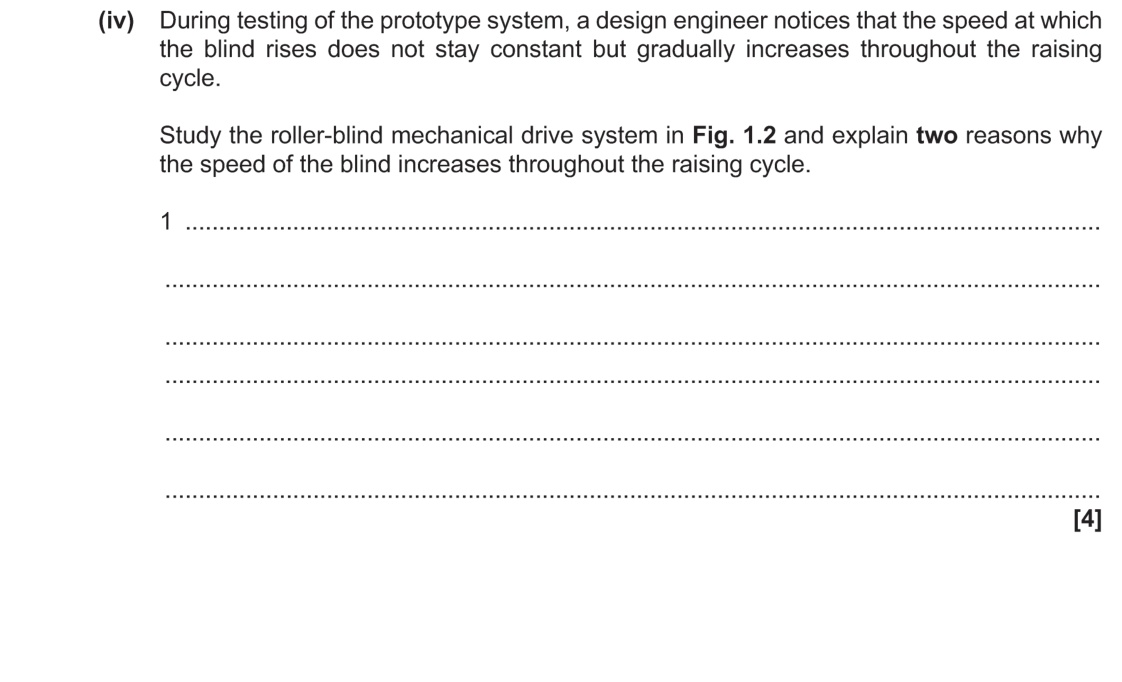 (iv) During testing of the prototype system, a design engineer notices that the speed at which
the blind rises does not stay constant but gradually increases throughout the raising
cycle.
Study the roller-blind mechanical drive system in Fig. 1.2 and explain two reasons why
the speed of the blind increases throughout the raising cycle.
1 ..........................................................................................................................................
..............................................................................................................................................
..............................................................................................................................................
..............................................................................................................................................
..............................................................................................................................................
..............................................................................................................................................
[4]